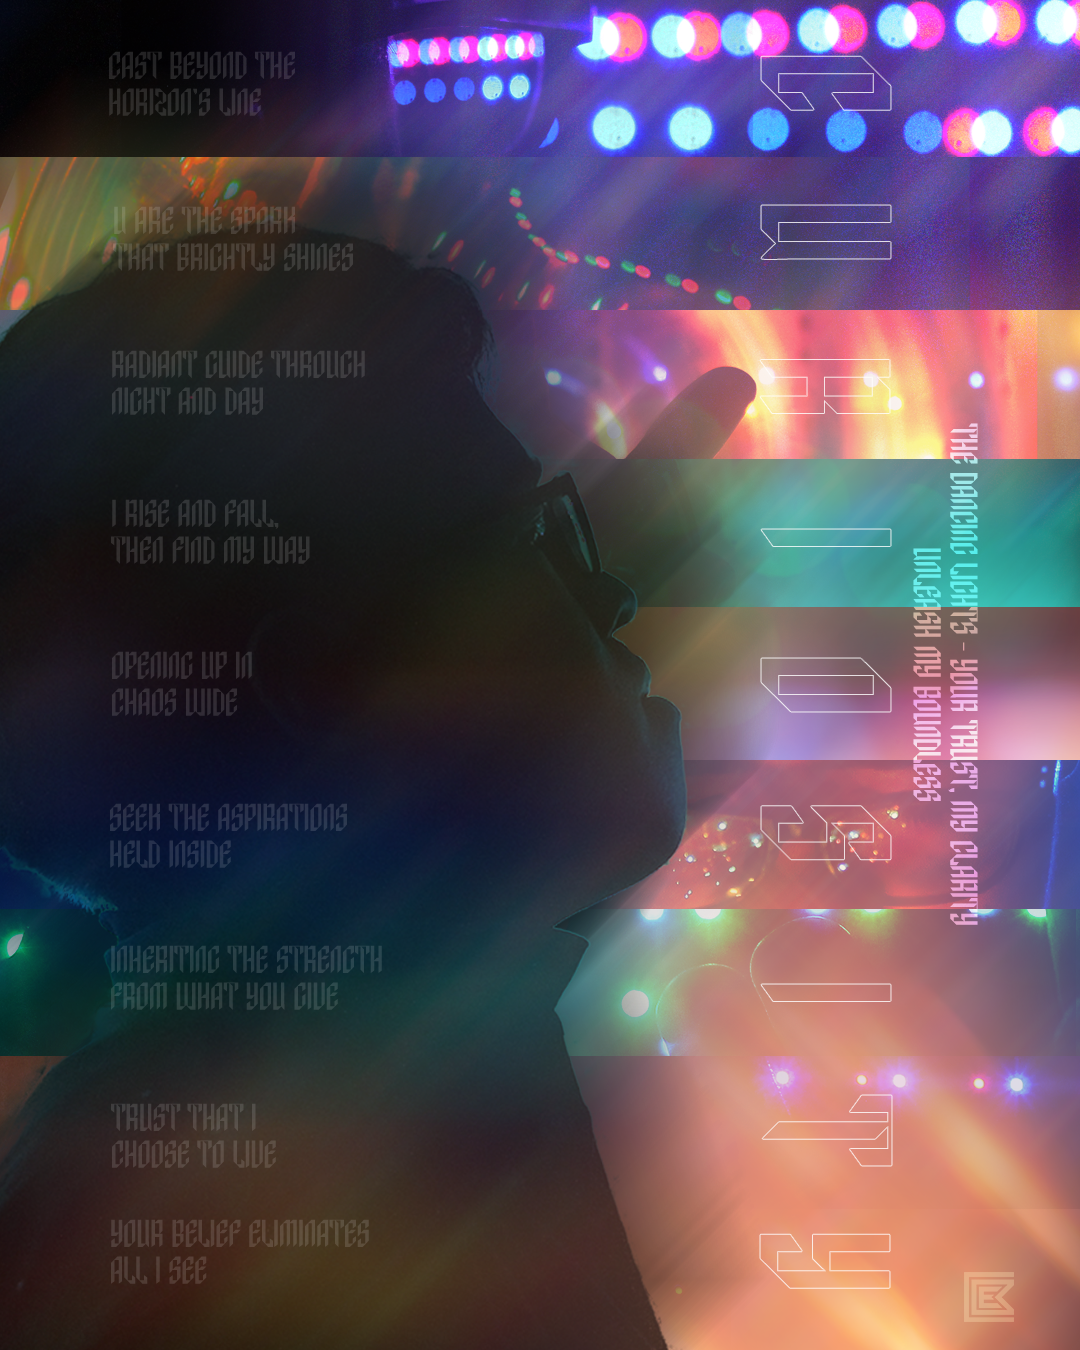 CAST BEYOND THE
HORIZON'S LINE
U ARE THE SPARK
THAT BRIGHTLY SHINES
RADIANT GUIDE THROUGH
NIGHT AND DAY
I RISE AND FALL,
THEN FIND MY WAY
OPENING UP IN
CHAOS WIDE
SEEK THE ASPIRATIONS
HELD INSIDE
INHERITING THE STRENGTH
FROM WHAT YOU GIVE
TRUST THAT I
CHOOSE TO LIVE
YOUR BELIEF ELIMINATES
ALL I SEE
CURIOSITY
THE DANCING LIGHTS - YOUR TRUST, MY CLARITY
UNLEASH MY BOUNDLESS